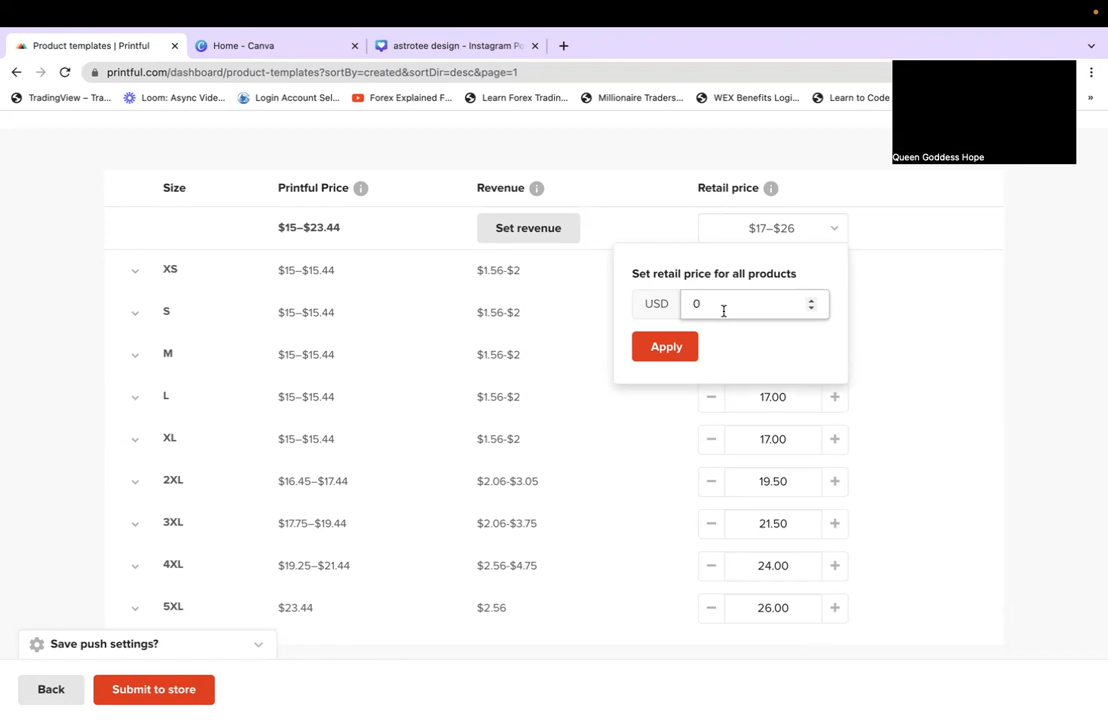 Product templates | Printful
Home - Canva
astrotee design - Instagram Po
printful.com/dashboard/product-templates?sortBy=created&sortDir=desc&page=1
TradingView – Tra...
Loom: Async Vide...
Login Account Sel...
Forex Explained F...
Learn Forex Tradin...
Millionaire Traders...
WEX Benefits Logi...
Learn to Code
»
Queen Goddess Hope
Size Printful Price Revenue Retail price
$15–$23.44 Set revenue $17–$26
Set retail price for all products
USD 0
Apply
XS $15–$15.44 $1.56-$2
S $15–$15.44 $1.56-$2
M $15–$15.44 $1.56-$2
L $15–$15.44 $1.56-$2 − 17.00 +
XL $15–$15.44 $1.56-$2 − 17.00 +
2XL $16.45–$17.44 $2.06-$3.05 − 19.50 +
3XL $17.75–$19.44 $2.06-$3.75 − 21.50 +
4XL $19.25–$21.44 $2.56-$4.75 − 24.00 +
5XL $23.44 $2.56 − 26.00 +
Save push settings?
Back Submit to store